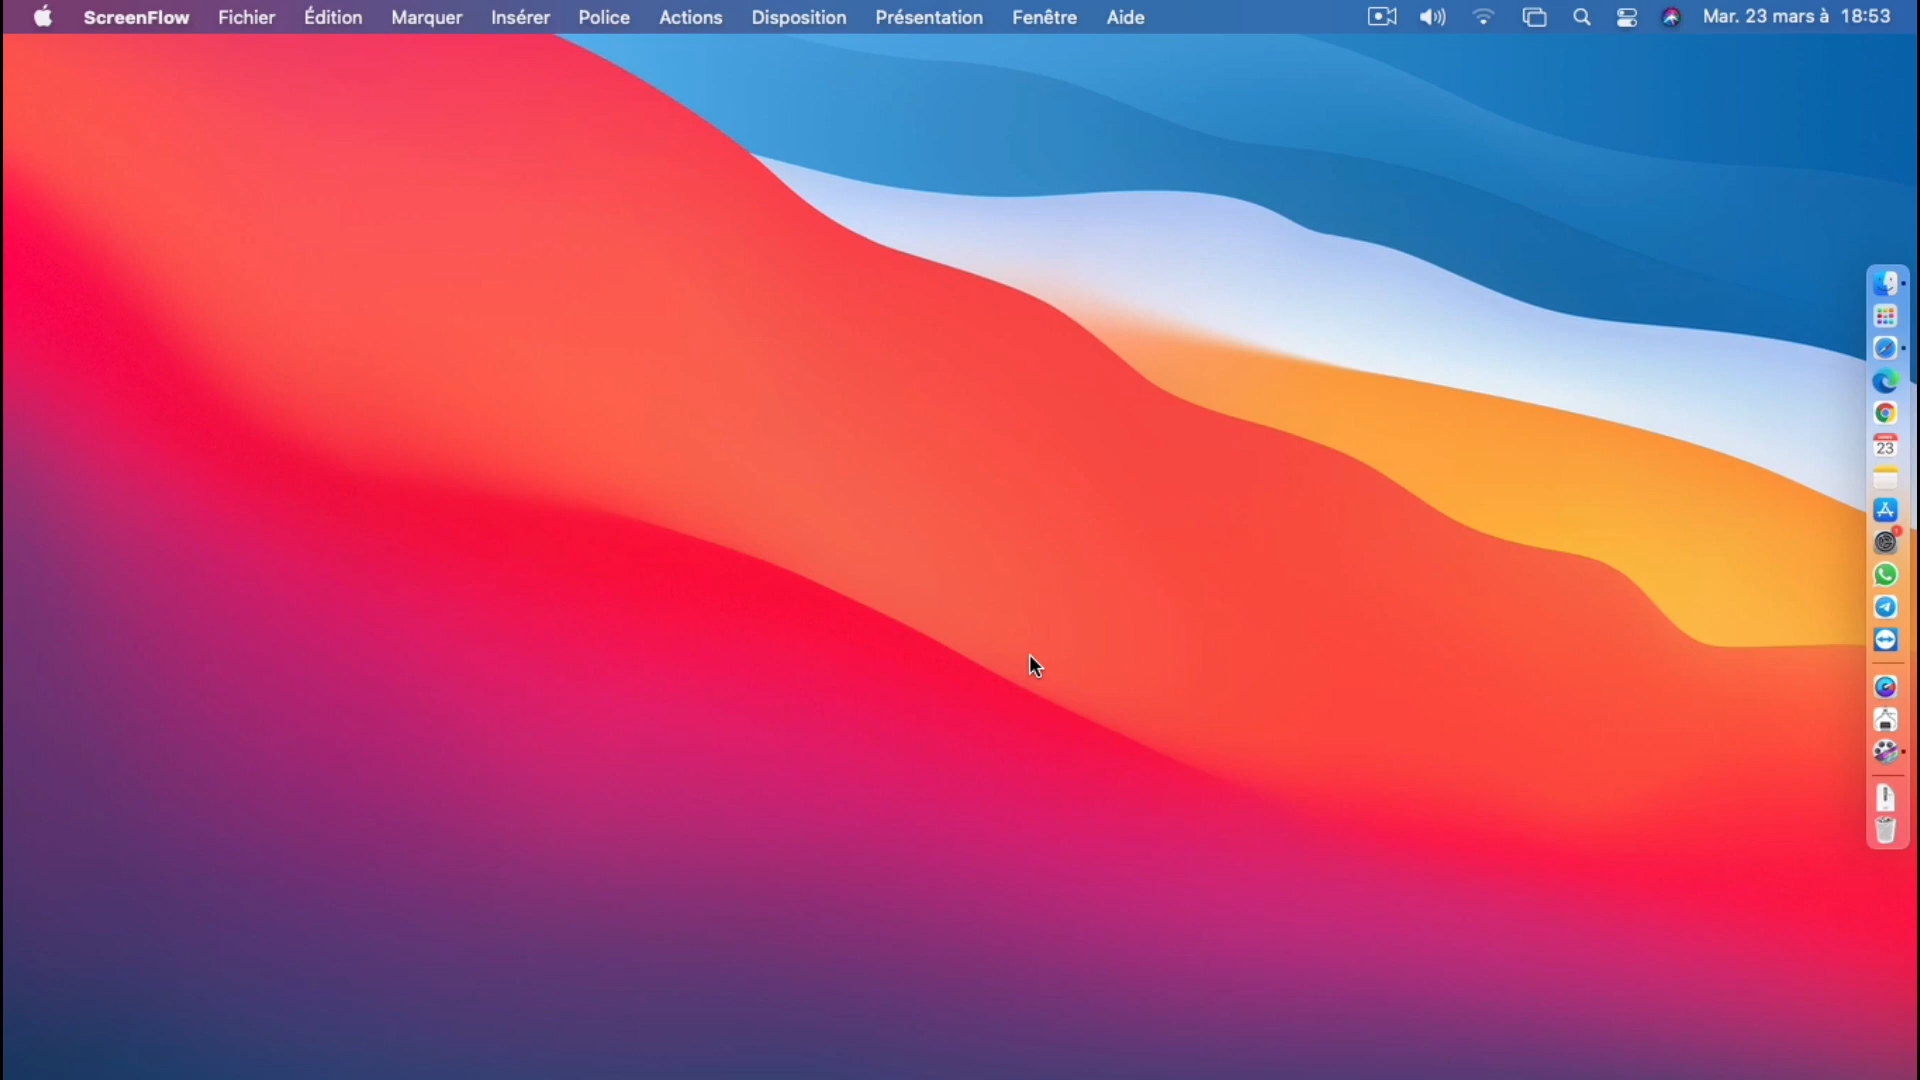 ScreenFlow Fichier Édition Marquer Insérer Police Actions Disposition Présentation Fenêtre Aide Mar. 23 mars à 18:53
23